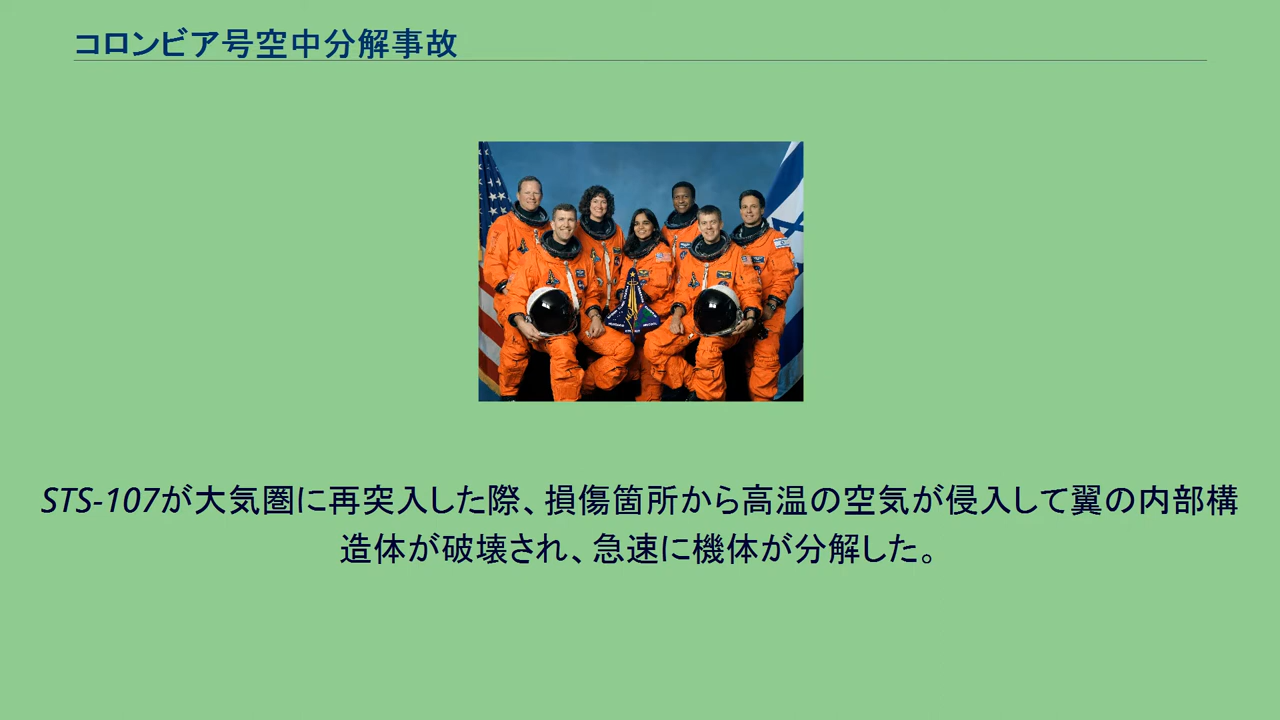 コロンビア号空中分解事故
STS-107が大気圏に再突入した際、損傷箇所から高温の空気が侵入して翼の内部構
造体が破壊され、急速に機体が分解した。